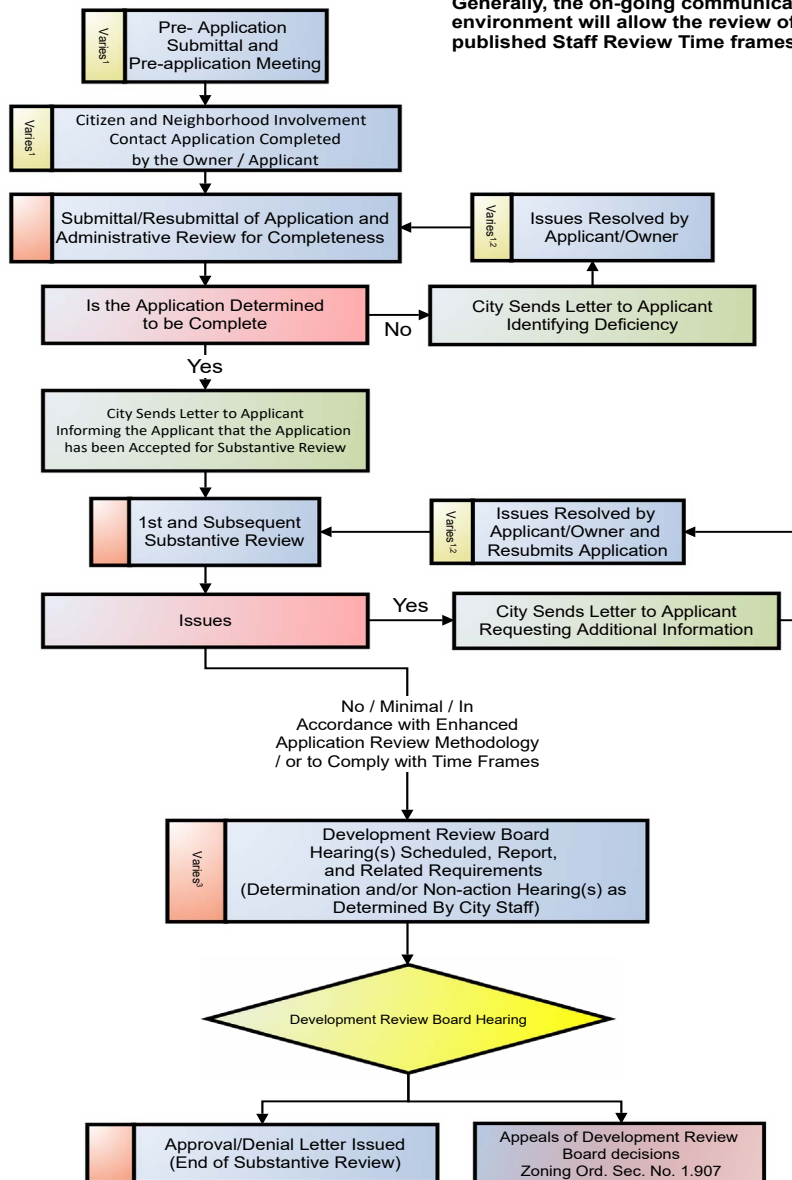 Generally, the on-going communica
environment will allow the review of
published Staff Review Time frames
Varies1
Pre- Application
Submittal and
Pre-application Meeting
Varies1
Citizen and Neighborhood Involvement
Contact Application Completed
by the Owner / Applicant
Submittal/Resubmittal of Application and
Administrative Review for Completeness
Varies1,2
Issues Resolved by
Applicant/Owner
Is the Application Determined
to be Complete
No
City Sends Letter to Applicant
Identifying Deficiency
Yes
City Sends Letter to Applicant
Informing the Applicant that the Application
has been Accepted for Substantive Review
1st and Subsequent
Substantive Review
Varies1,2
Issues Resolved by
Applicant/Owner and
Resubmits Application
Issues
Yes
City Sends Letter to Applicant
Requesting Additional Information
No / Minimal / In
Accordance with Enhanced
Application Review Methodology
/ or to Comply with Time Frames
Varies3
Development Review Board
Hearing(s) Scheduled, Report,
and Related Requirements
(Determination and/or Non-action Hearing(s) as
Determined By City Staff)
Development Review Board Hearing
Approval/Denial Letter Issued
(End of Substantive Review)
Appeals of Development Review
Board decisions
Zoning Ord. Sec. No. 1.907